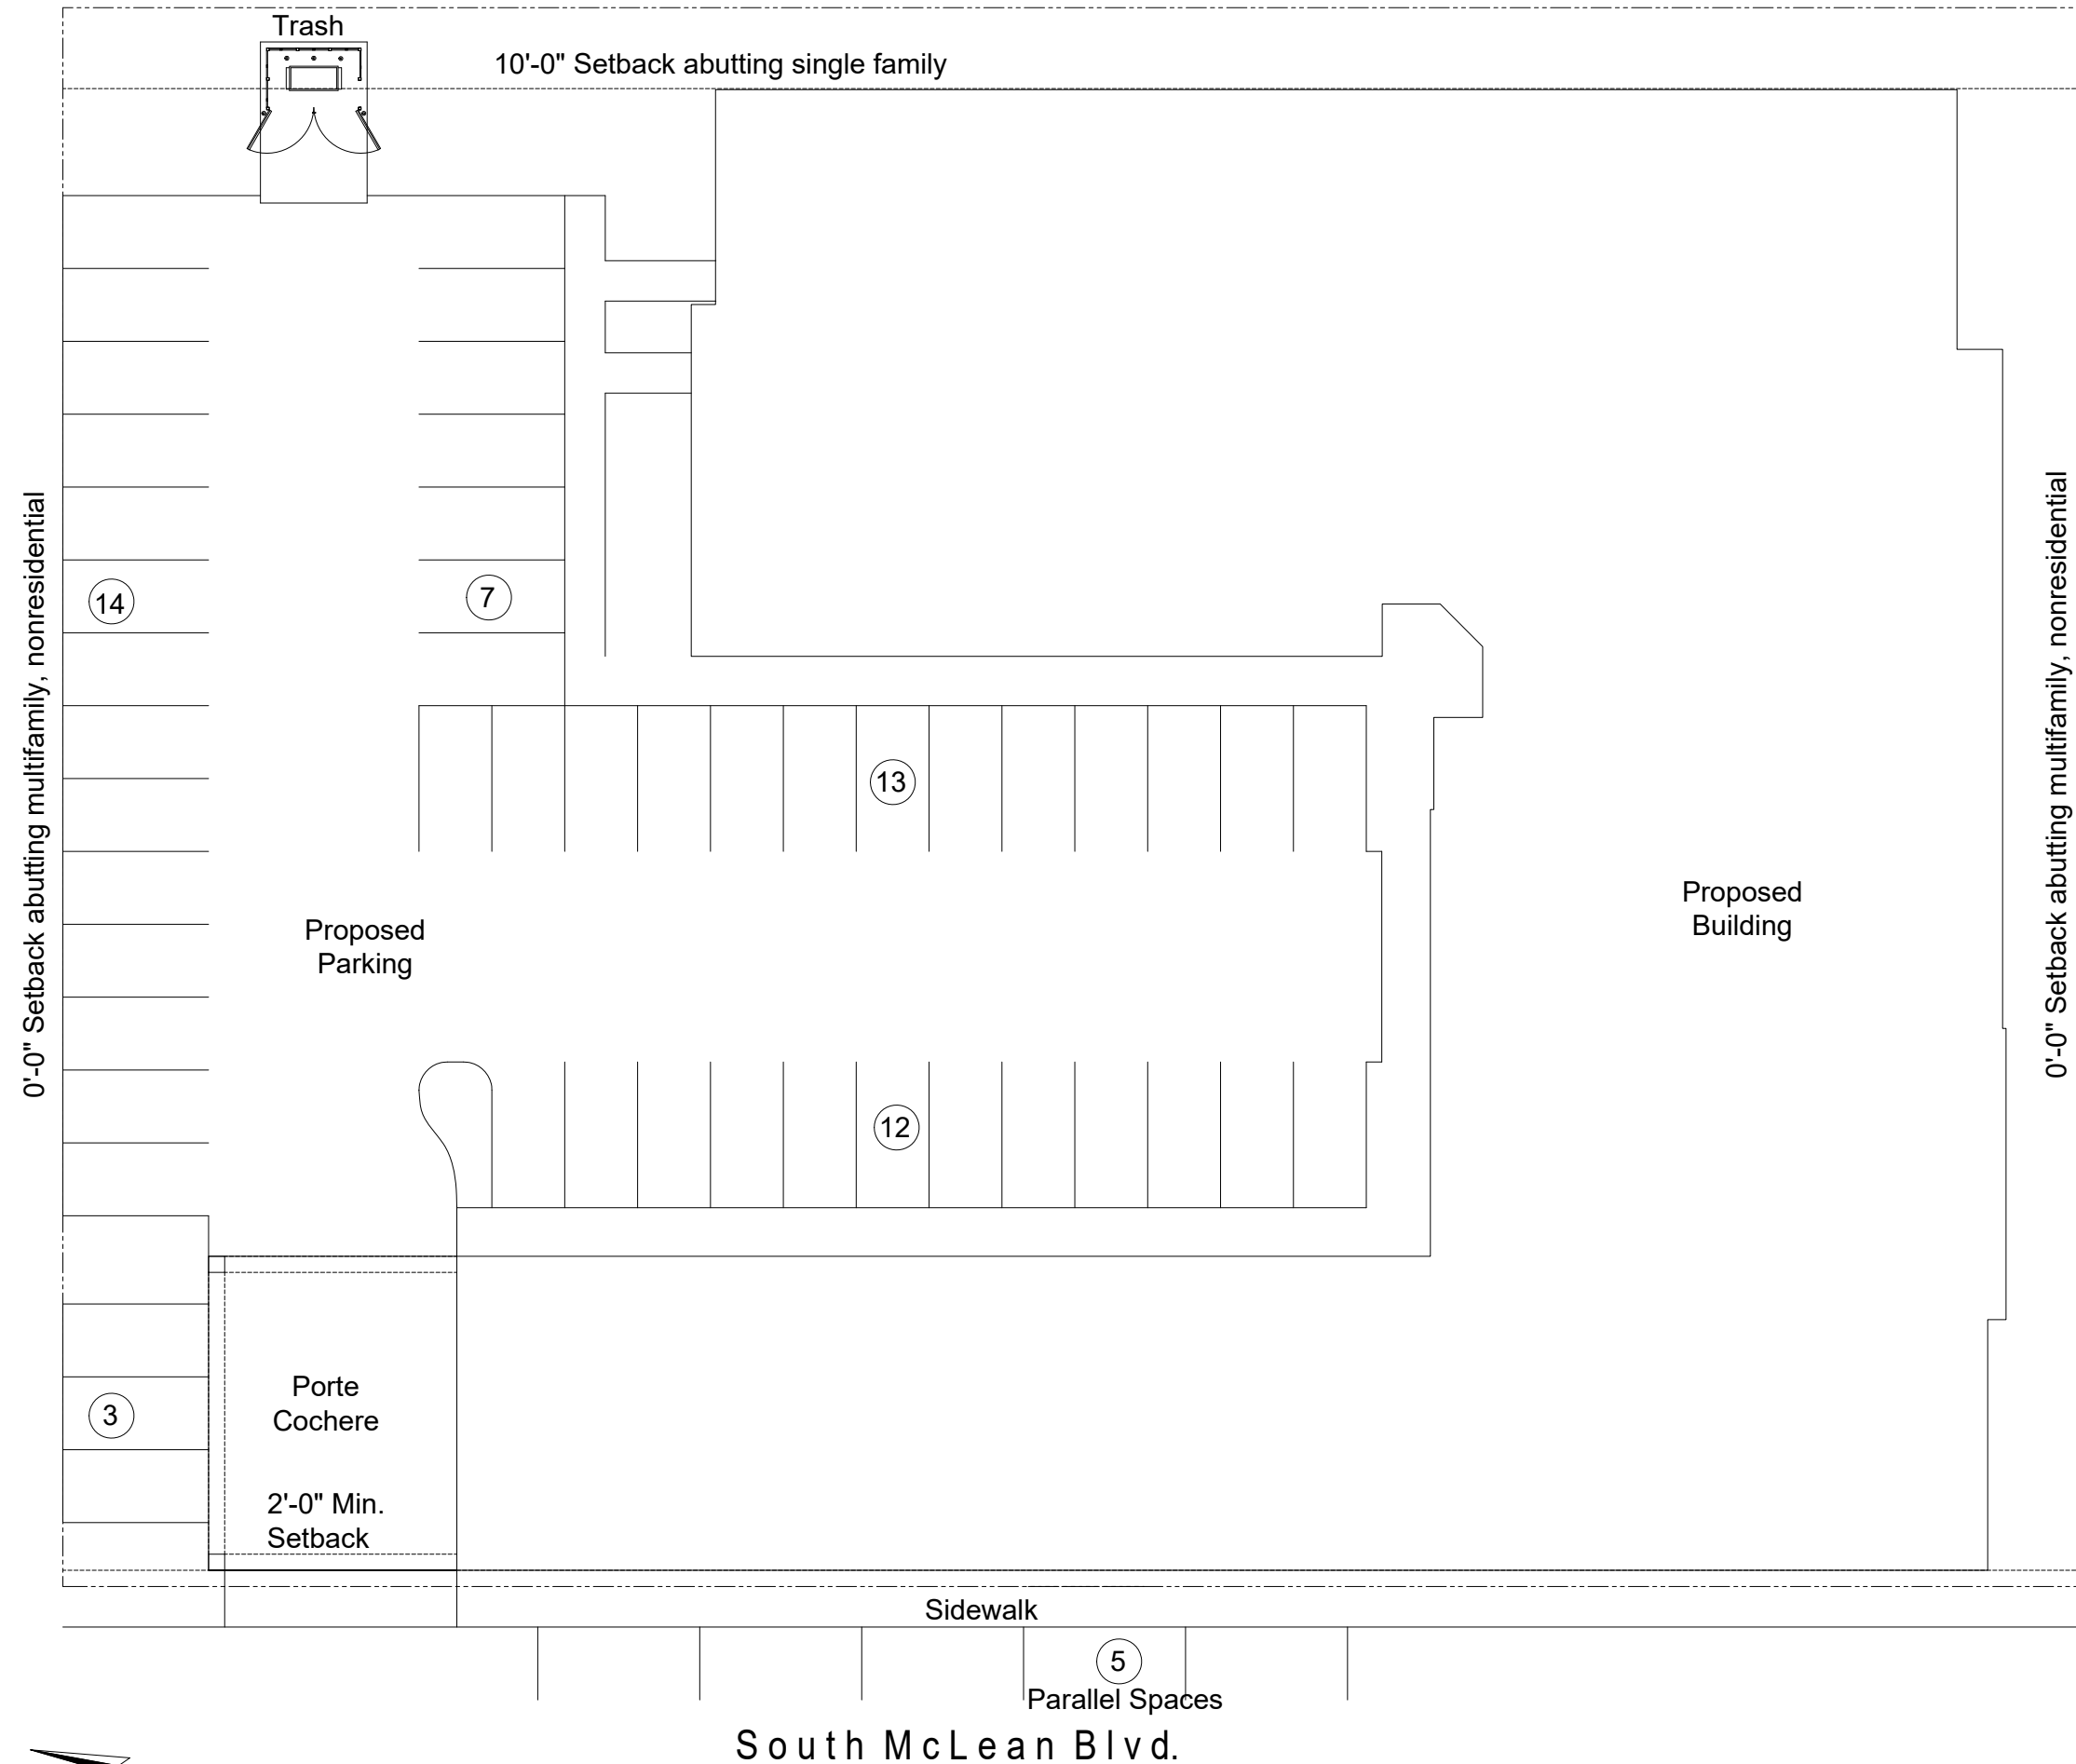 Trash
10'-0" Setback abutting single family
0'-0" Setback abutting multifamily, nonresidential
0'-0" Setback abutting multifamily, nonresidential
14
7
13
Proposed
Building
Proposed
Parking
12
Porte
Cochere
3
2'-0" Min.
Setback
Sidewalk
5
Parallel Spaces
South McLean Blvd.